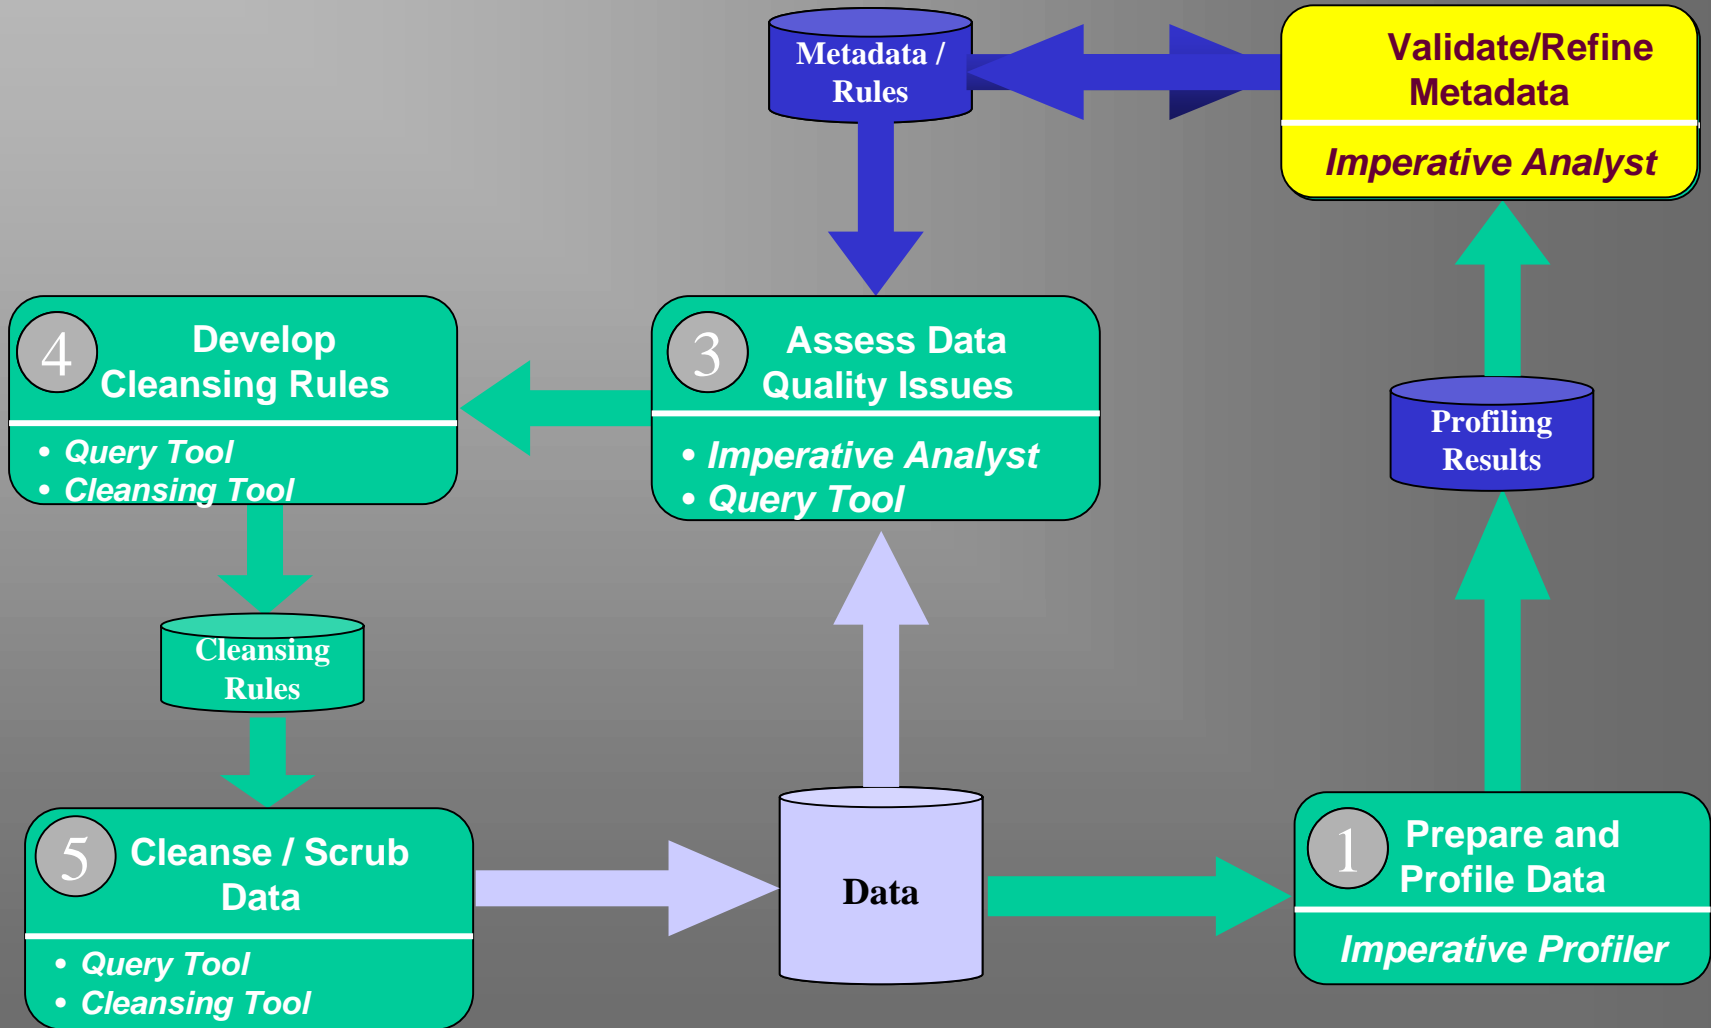 Metadata /
Rules
Validate/Refine
Metadata
Imperative Analyst
4
Develop
Cleansing Rules
• Query Tool
• Cleansing Tool
3
Assess Data
Quality Issues
• Imperative Analyst
• Query Tool
Profiling
Results
Cleansing
Rules
5
Cleanse / Scrub
Data
• Query Tool
• Cleansing Tool
Data
1
Prepare and
Profile Data
Imperative Profiler